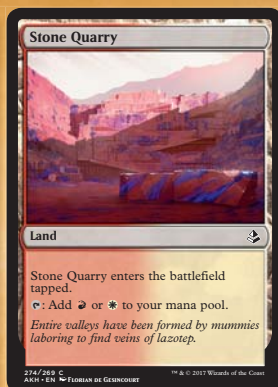 Stone Quarry
Land
Stone Quarry enters the battlefield
tapped.
: Add or to your mana pool.
Entire valleys have been formed by mummies
laboring to find veins of lazotep.
274/269 C
™ & © 2017 Wizards of the Coast
AKH • EN Florian de Gesincourt